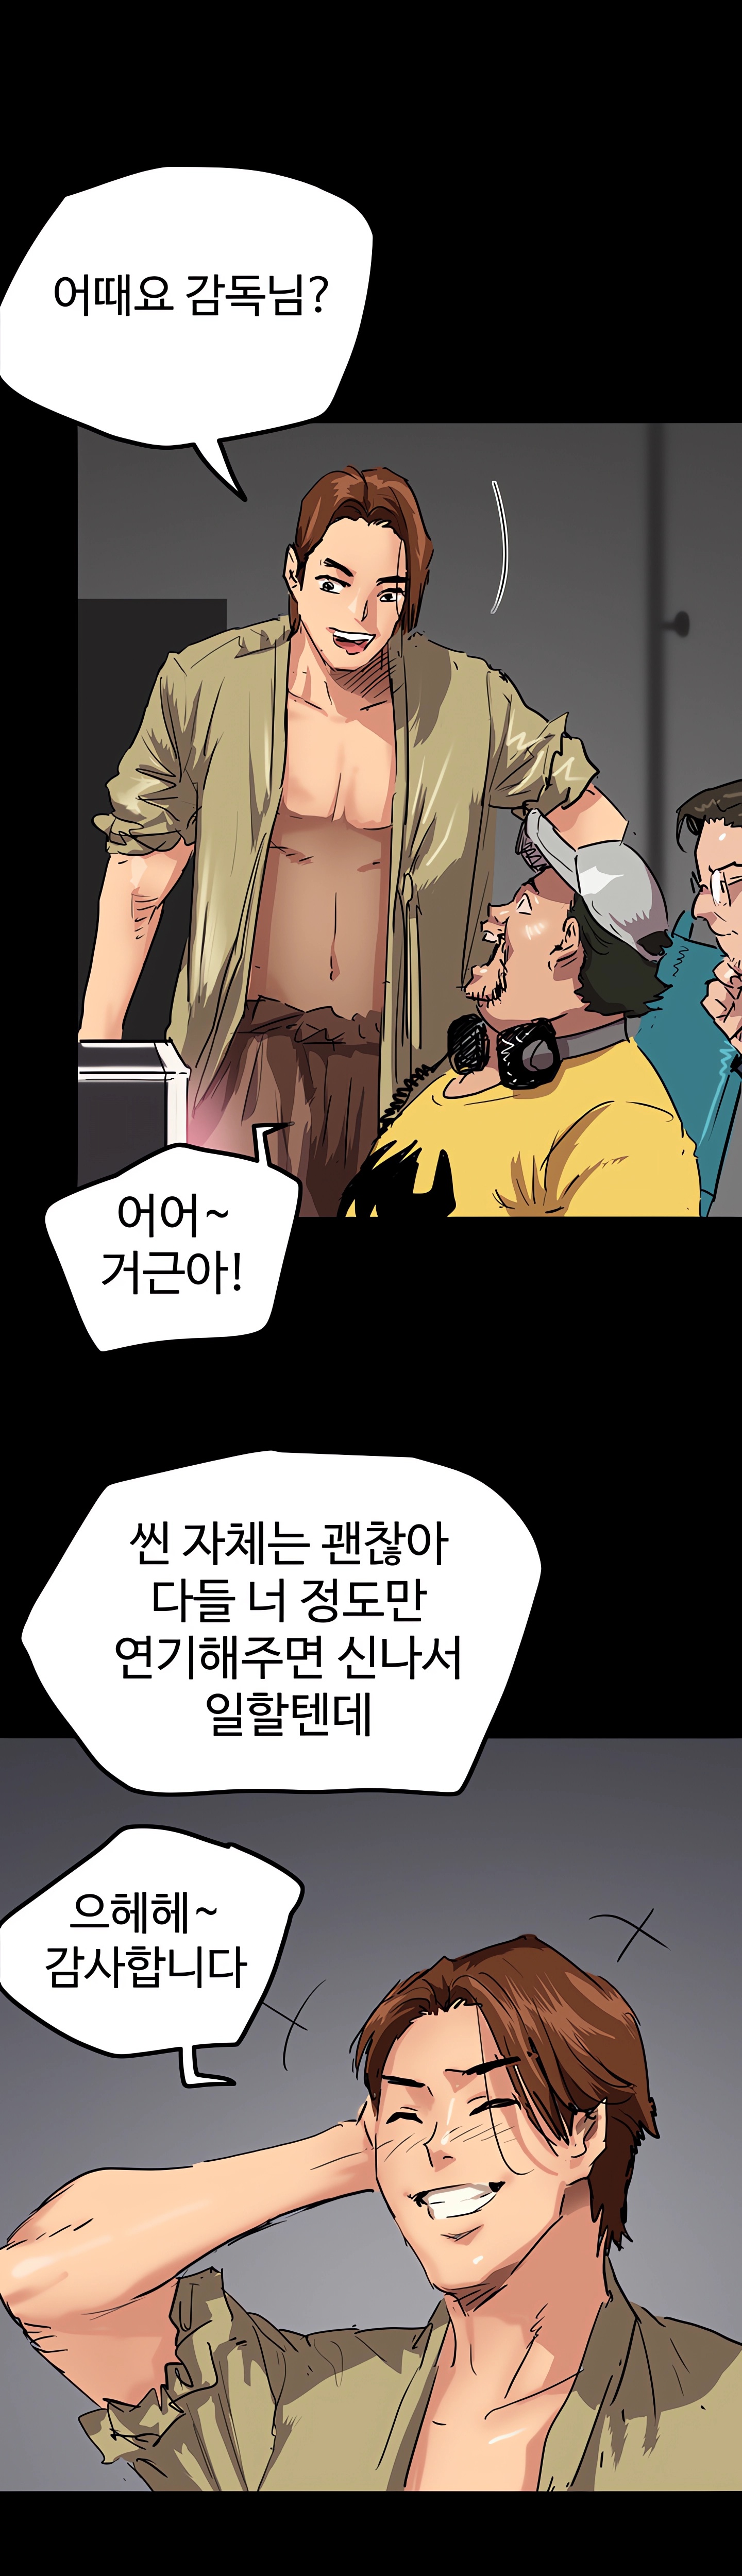 어때요 감독님?
어어~
거근아!
씬 자체는 괜찮아
다들 너 정도만
연기해주면 신나서
일할텐데
으헤헤~
감사합니다